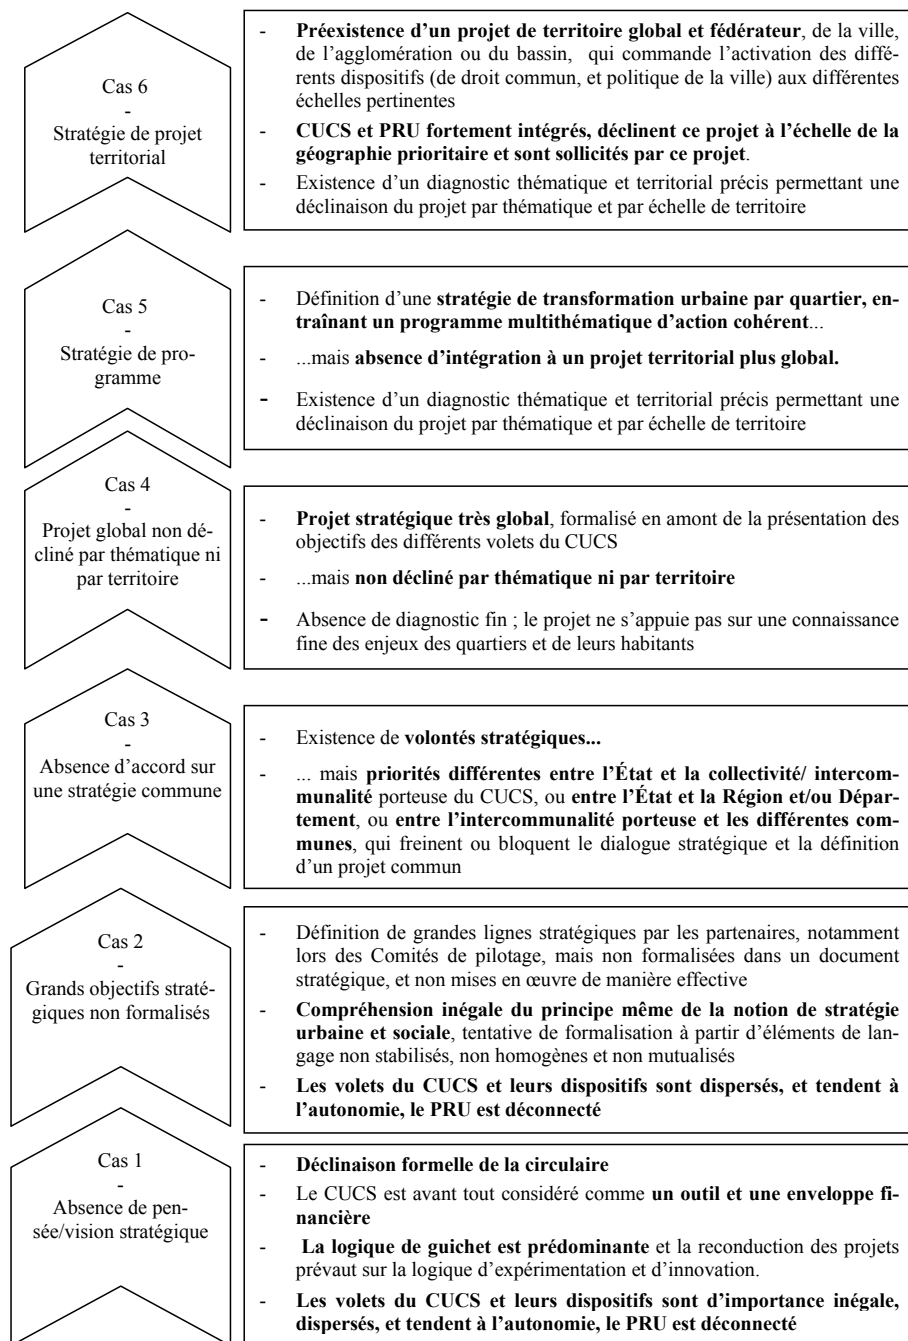 Cas 6
-
Stratégie de projet
territorial
- Préexistence d’un projet de territoire global et fédérateur, de la ville,
de l’agglomération ou du bassin, qui commande l’activation des diffé-
rents dispositifs (de droit commun, et politique de la ville) aux différentes
échelles pertinentes
- CUCS et PRU fortement intégrés, déclinent ce projet à l’échelle de la
géographie prioritaire et sont sollicités par ce projet.
- Existence d’un diagnostic thématique et territorial précis permettant une
déclinaison du projet par thématique et par échelle de territoire
Cas 5
-
Stratégie de pro-
gramme
- Définition d’une stratégie de transformation urbaine par quartier, en-
traînant un programme multithématique d’action cohérent...
- ...mais absence d’intégration à un projet territorial plus global.
- Existence d’un diagnostic thématique et territorial précis permettant une
déclinaison du projet par thématique et par échelle de territoire
Cas 4
-
Projet global non dé-
cliné par thématique ni
par territoire
- Projet stratégique très global, formalisé en amont de la présentation des
objectifs des différents volets du CUCS
- ...mais non décliné par thématique ni par territoire
- Absence de diagnostic fin ; le projet ne s’appuie pas sur une connaissance
fine des enjeux des quartiers et de leurs habitants
Cas 3
-
Absence d’accord sur
une stratégie commune
- Existence de volontés stratégiques...
- ... mais priorités différentes entre l’État et la collectivité/ intercom-
munalité porteuse du CUCS, ou entre l’État et la Région et/ou Dépar-
tement, ou entre l’intercommunalité porteuse et les différentes com-
munes, qui freinent ou bloquent le dialogue stratégique et la définition
d’un projet commun
Cas 2
-
Grands objectifs straté-
giques non formalisés
- Définition de grandes lignes stratégiques par les partenaires, notamment
lors des Comités de pilotage, mais non formalisées dans un document
stratégique, et non mises en œuvre de manière effective
- Compréhension inégale du principe même de la notion de stratégie
urbaine et sociale, tentative de formalisation à partir d’éléments de lan-
gage non stabilisés, non homogènes et non mutualisés
- Les volets du CUCS et leurs dispositifs sont dispersés, et tendent à
l’autonomie, le PRU est déconnecté
Cas 1
-
Absence de pen-
sée/vision stratégique
- Déclinaison formelle de la circulaire
- Le CUCS est avant tout considéré comme un outil et une enveloppe fi-
nancière
- La logique de guichet est prédominante et la reconduction des projets
prévaut sur la logique d’expérimentation et d’innovation.
- Les volets du CUCS et leurs dispositifs sont d’importance inégale,
dispersés, et tendent à l’autonomie, le PRU est déconnecté